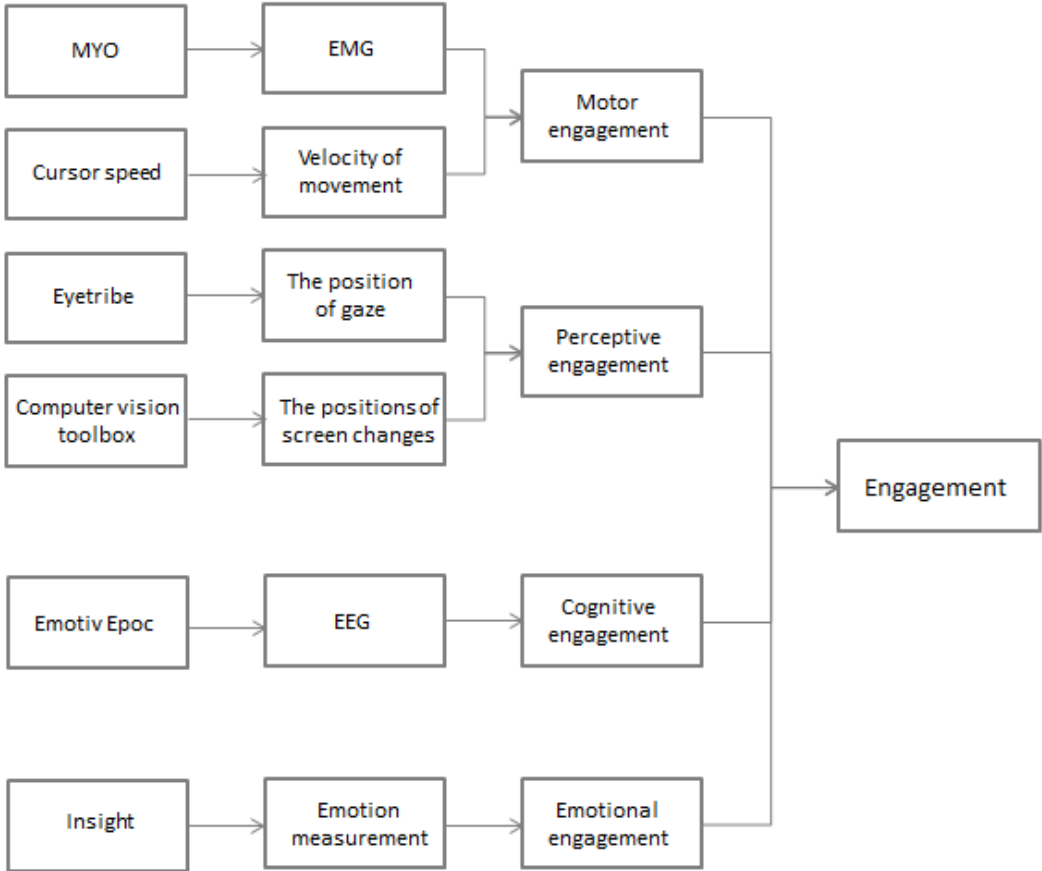 MYO
EMG
Motor
engagement
Cursor speed
Velocity of
movement
Eyetribe
The position
of gaze
Perceptive
engagement
Computer vision
toolbox
The positions of
screen changes
Engagement
Emotiv Epoc
EEG
Cognitive
engagement
Insight
Emotion
measurement
Emotional
engagement